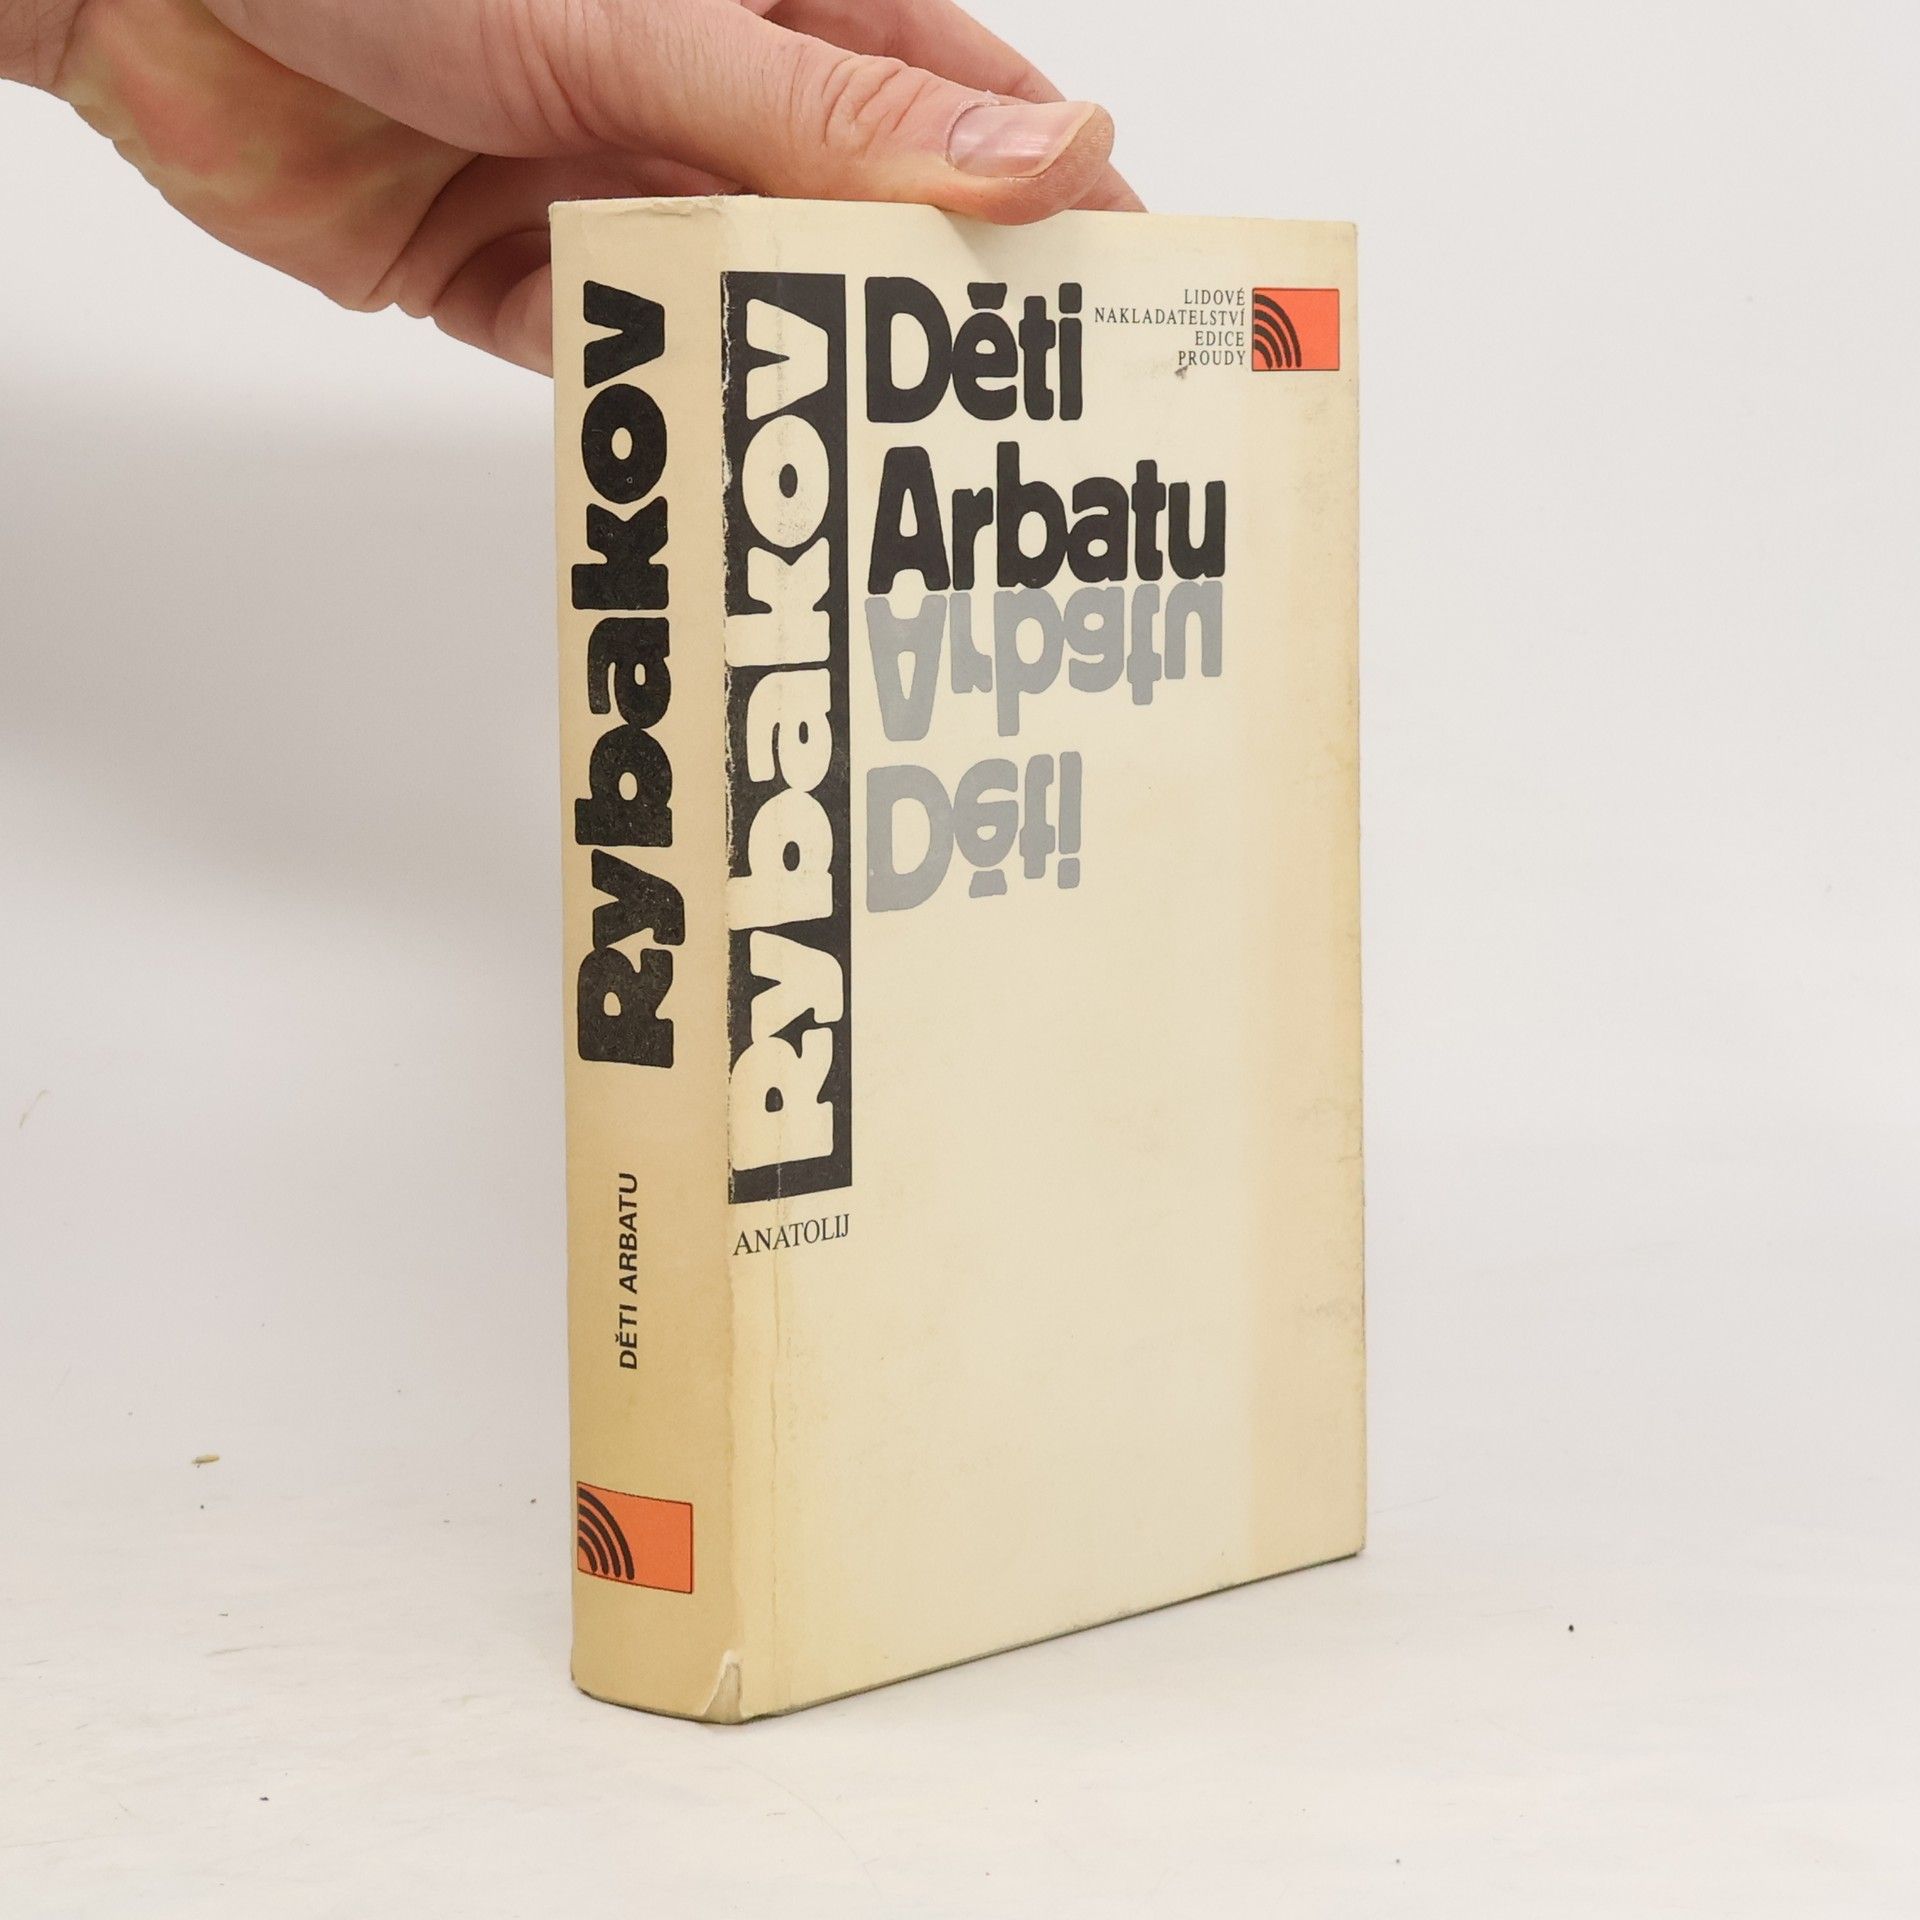 Rybakov
DĚTI ARBATU
Rybakov
ANATOLIJ
Děti
Arbatu
Arbatu
Děti
LIDOVÉ
NAKLADATELSTVÍ
EDICE
PROUDY